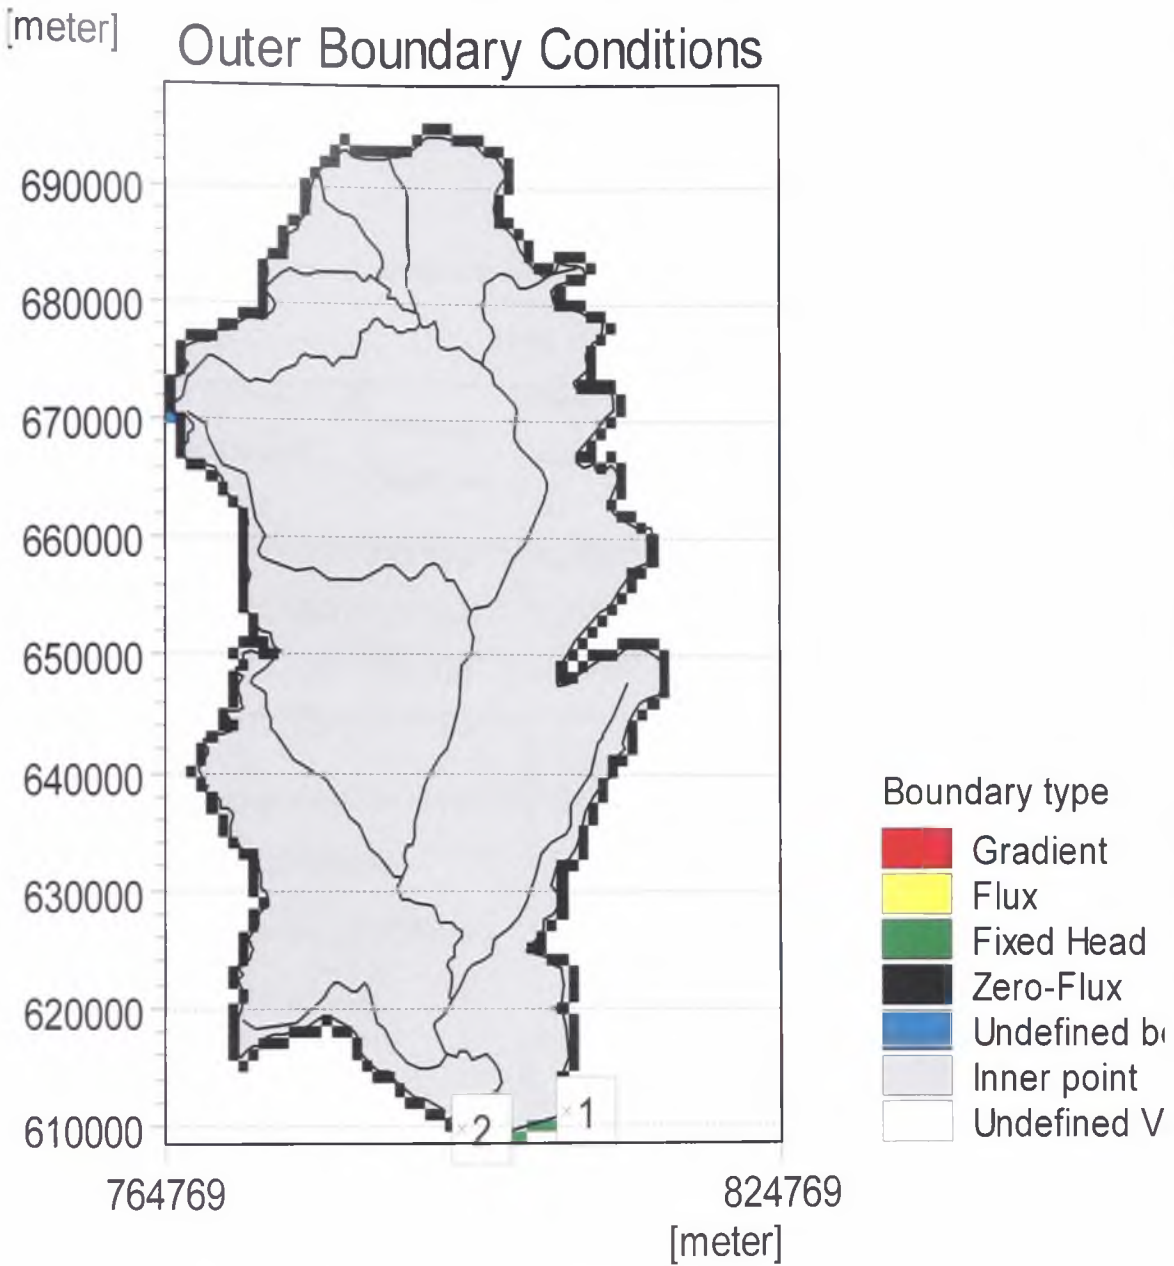 [meter]
Outer Boundary Conditions
690000
680000
670000
660000
650000
640000
630000
620000
610000
2
1
764769
824769
[meter]
Boundary type
Gradient
Flux
Fixed Head
Zero-Flux
Undefined b
Inner point
Undefined V